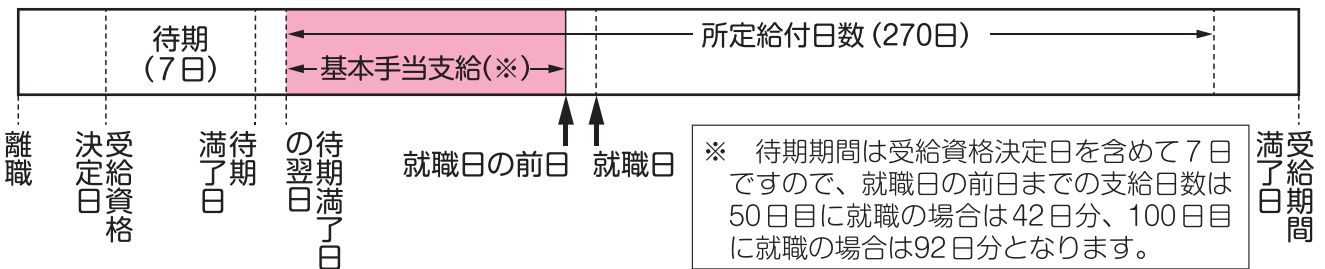 待期
(7日)
所定給付日数(270日)
基本手当支給(※)
離職
受給資格
決定日
待期
満了日
待期満了日
の翌日
就職日の前日
就職日
※　待期期間は受給資格決定日を含めて7日
ですので、就職日の前日までの支給日数は
50日目に就職の場合は42日分、100日目
に就職の場合は92日分となります。
受給期間
満了日